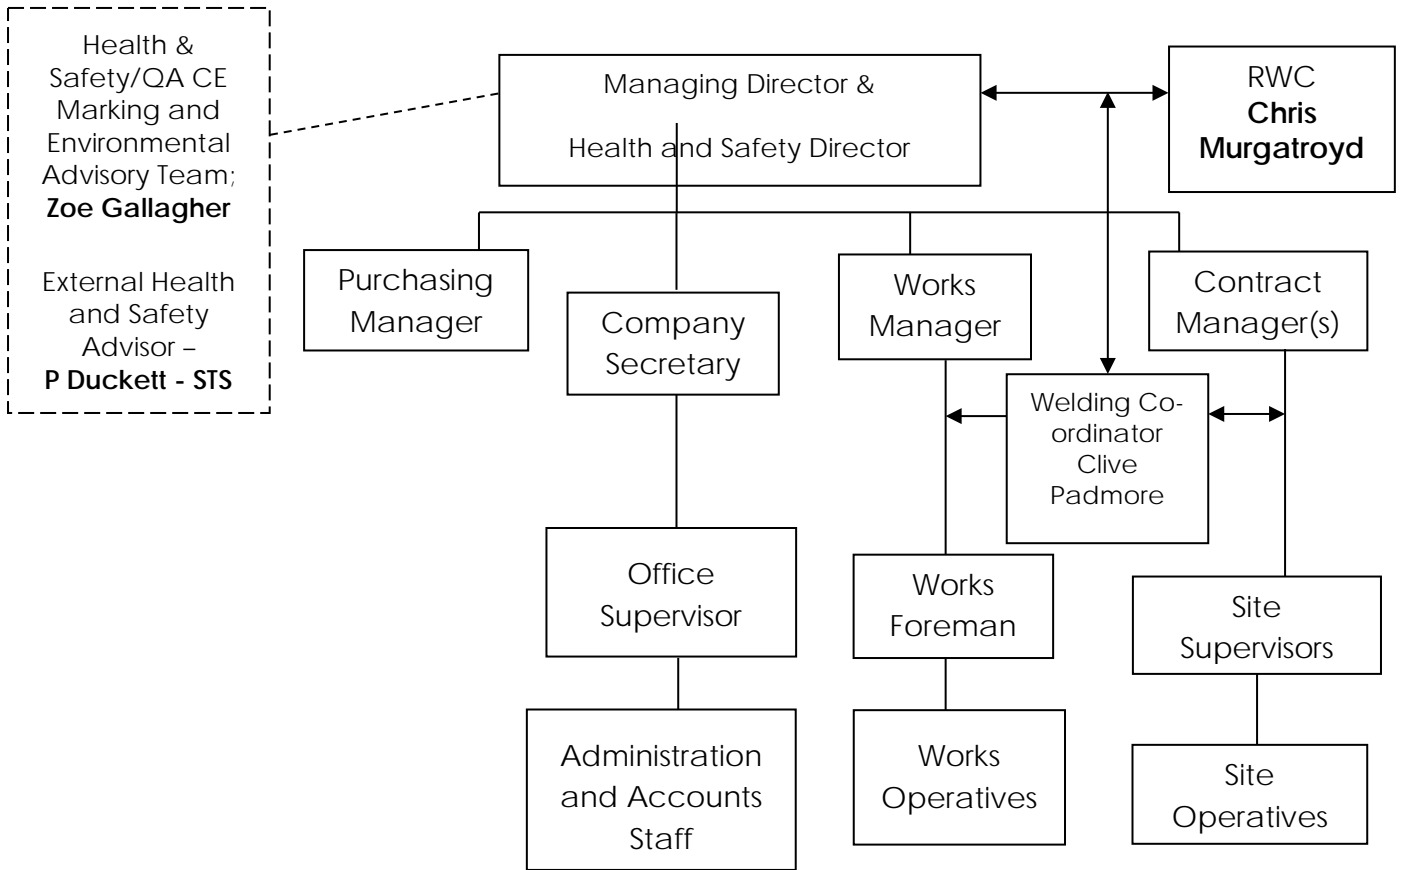 Health &
Safety/QA CE
Marking and
Environmental
Advisory Team;
Zoe Gallagher
External Health
and Safety
Advisor –
P Duckett - STS
Managing Director &
Health and Safety Director
RWC
Chris
Murgatroyd
Purchasing
Manager
Company
Secretary
Works
Manager
Contract
Manager(s)
Welding Co-
ordinator
Clive
Padmore
Office
Supervisor
Works
Foreman
Site
Supervisors
Administration
and Accounts
Staff
Works
Operatives
Site
Operatives